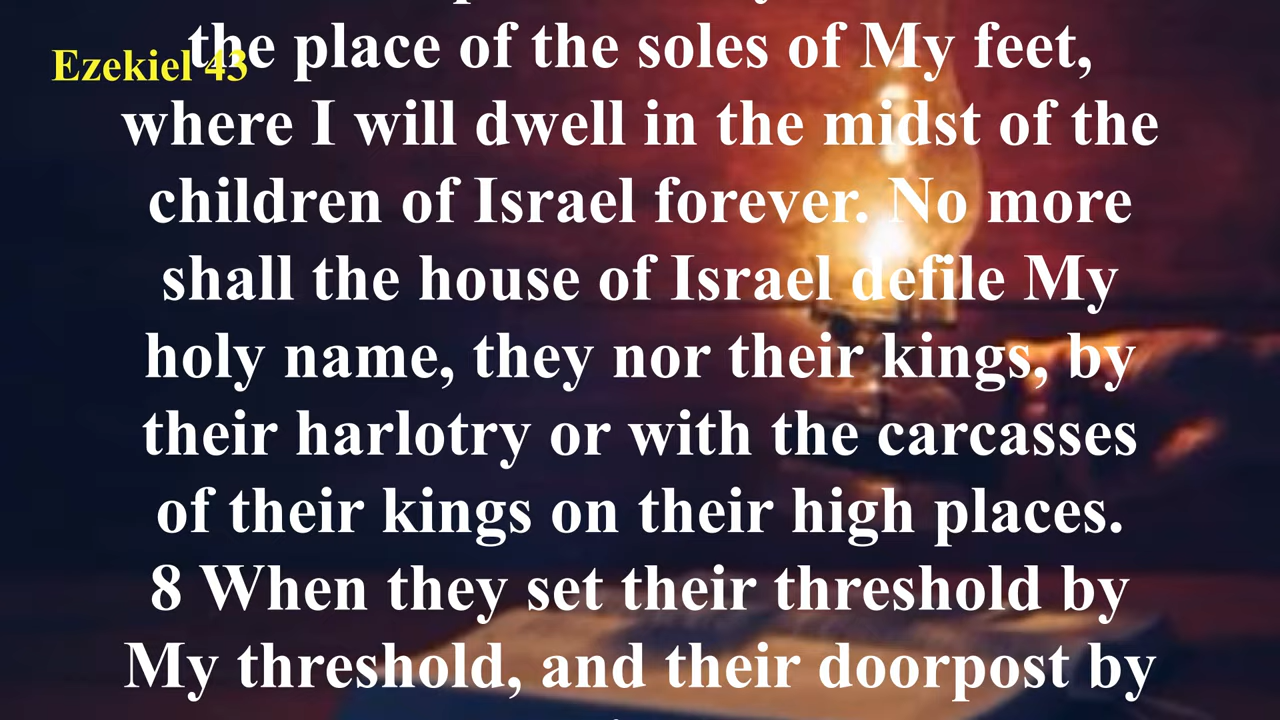 Ezekiel 43
the place of the soles of My feet,
where I will dwell in the midst of the
children of Israel forever. No more
shall the house of Israel defile My
holy name, they nor their kings, by
their harlotry or with the carcasses
of their kings on their high places.
8 When they set their threshold by
My threshold, and their doorpost by